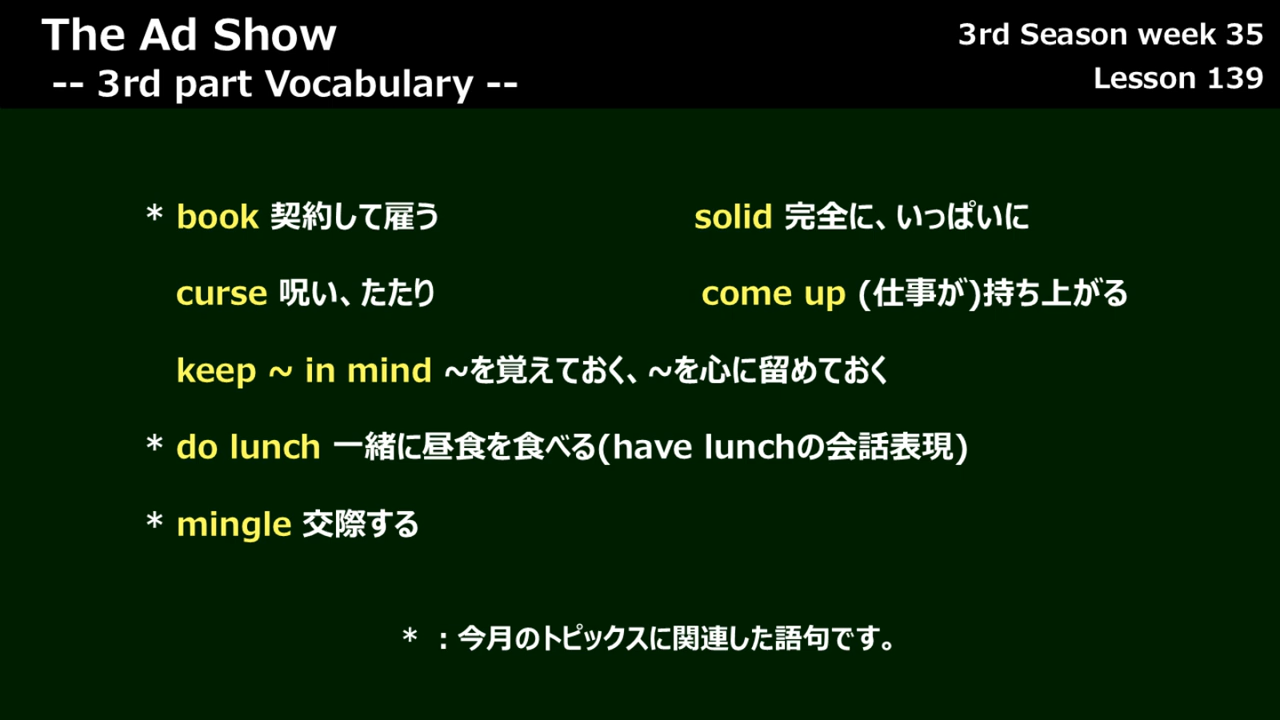 The Ad Show
-- 3rd part Vocabulary --
3rd Season week 35
Lesson 139
* book 契約して雇う solid 完全に、いっぱいに
curse 呪い、たたり come up (仕事が)持ち上がる
keep ~ in mind ~を覚えておく、~を心に留めておく
* do lunch 一緒に昼食を食べる(have lunchの会話表現)
* mingle 交際する
* : 今月のトピックスに関連した語句です。